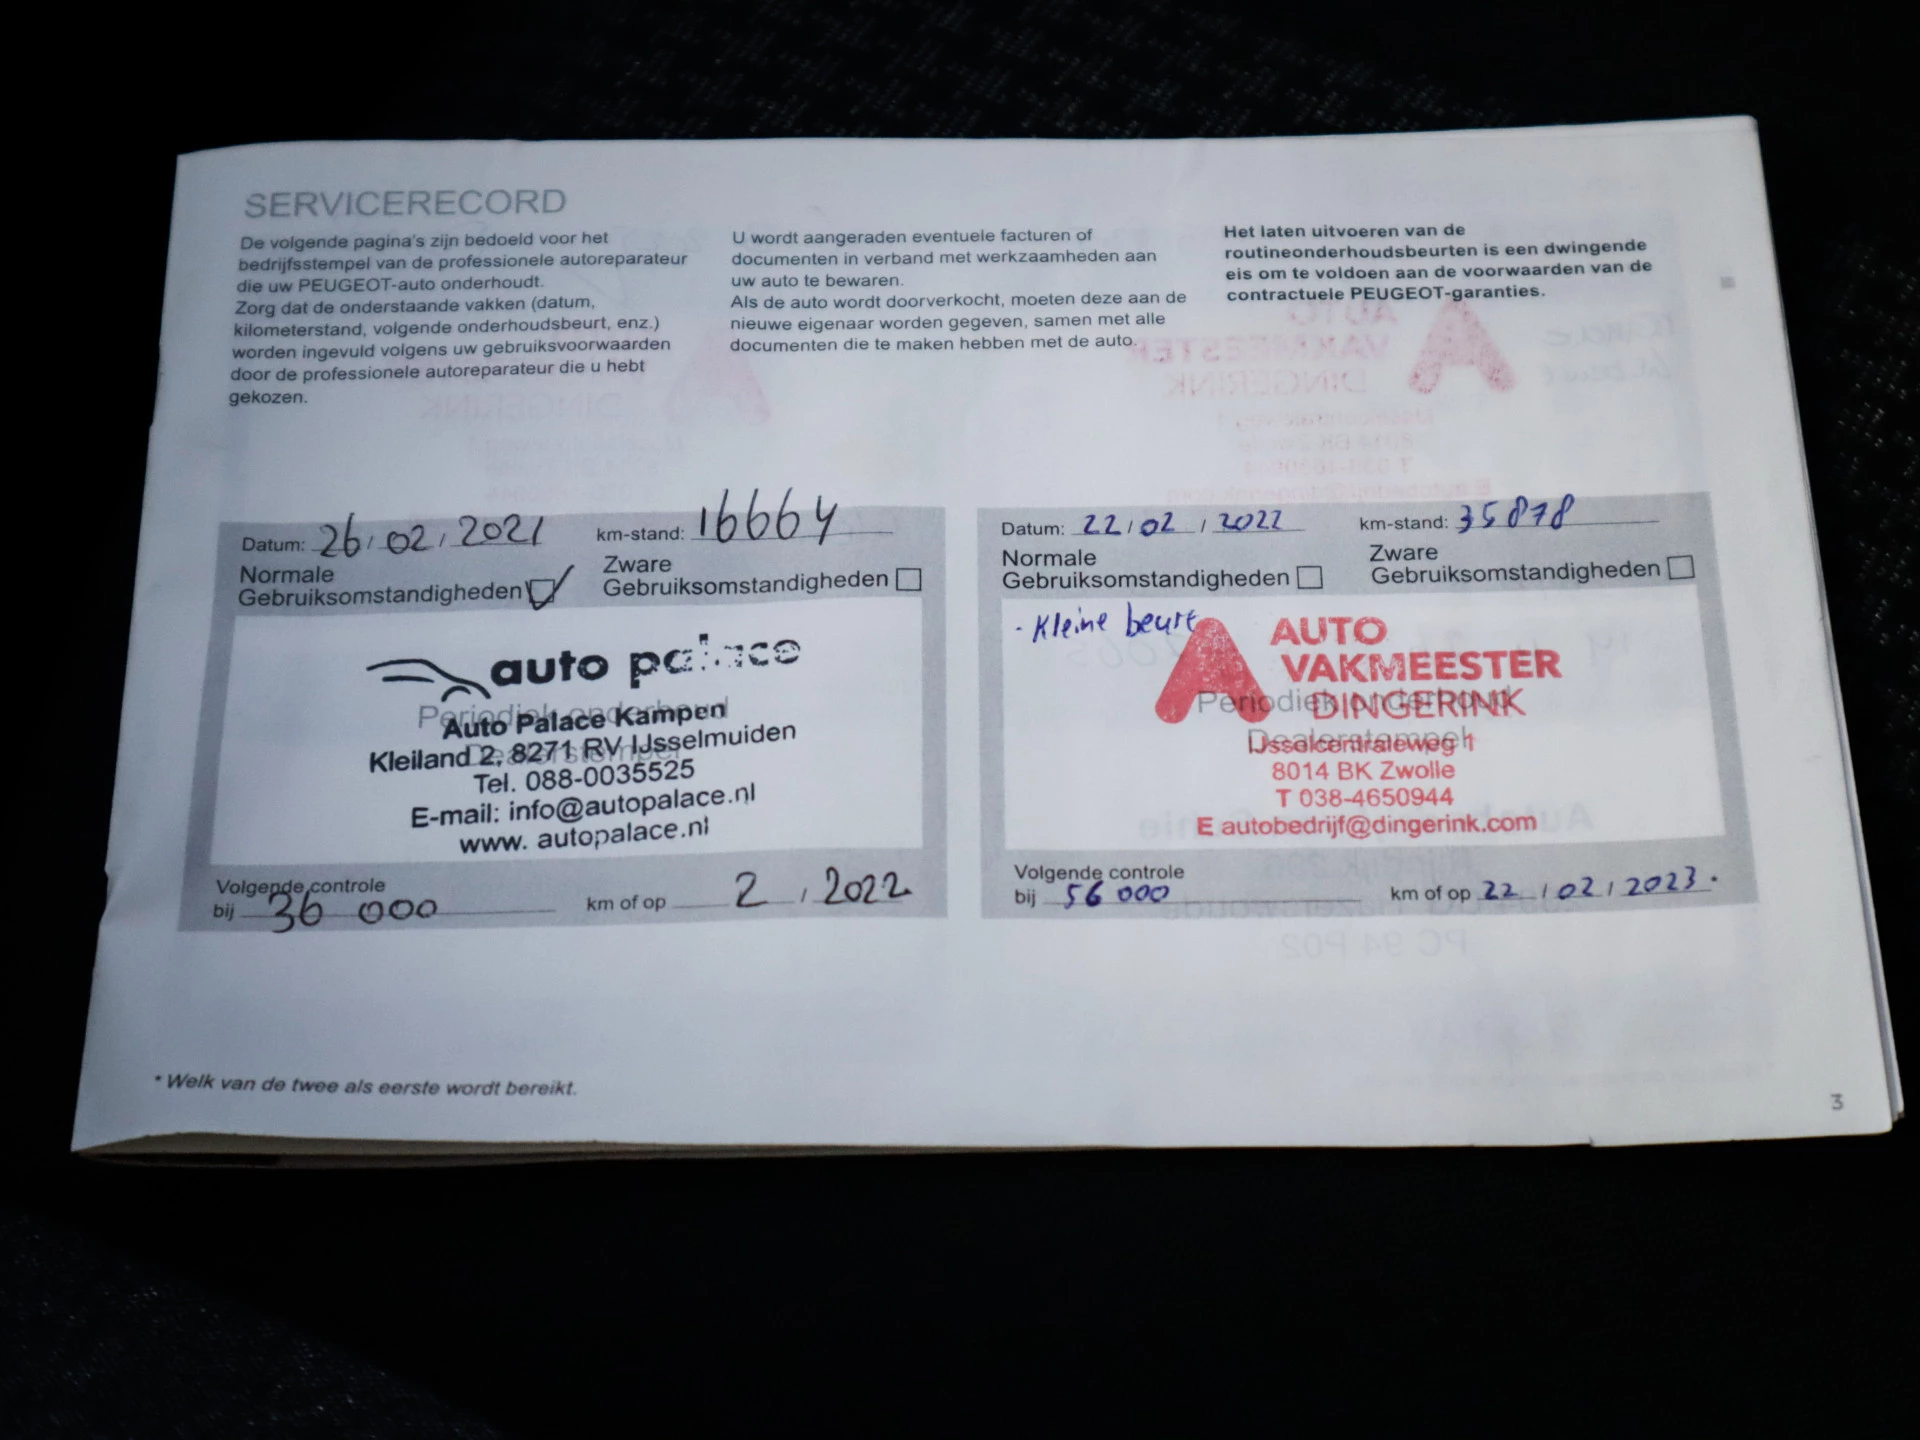 SERVICERECORD
De volgende pagina's zijn bedoeld voor het
bedrijfsstempel van de professionele autoreparateur
die uw PEUGEOT-auto onderhoudt.
Zorg dat de onderstaande vakken (datum,
kilometerstand, volgende onderhoudsbeurt, enz.)
worden ingevuld volgens uw gebruiksvoorwaarden
door de professionele autoreparateur die u hebt
gekozen.
U wordt aangeraden eventuele facturen of
documenten in verband met werkzaamheden aan
uw auto te bewaren.
Als de auto wordt doorverkocht, moeten deze aan de
nieuwe eigenaar worden gegeven, samen met alle
documenten die te maken hebben met de auto.
Het laten uitvoeren van de
routineonderhoudsbeurten is een dwingende
eis om te voldoen aan de voorwaarden van de
contractuele PEUGEOT-garanties.
Datum: 26/02/2021 km-stand: 16664
Normale
Gebruiksomstandigheden
Zware
Gebruiksomstandigheden
auto palace
Periodiek onderhoud
Dealerstempel
Auto Palace Kampen
Kleiland 2, 8271 RV IJsselmuiden
Tel. 088-0035525
E-mail: info@autopalace.nl
www. autopalace.nl
Volgende controle
bij 36 000 km of op 2 / 2022
Datum: 22/02/2022 km-stand: 35878
Normale
Gebruiksomstandigheden
Zware
Gebruiksomstandigheden
- Kleine beurt
AUTO
VAKMEESTER
DINGERINK
Periodiek onderhoud
Dealerstempel
IJsselcentraleweg 1
8014 BK Zwolle
T 038-4650944
E autobedrijf@dingerink.com
Volgende controle
bij 56 000 km of op 22/02/2023.
* Welk van de twee als eerste wordt bereikt.
3